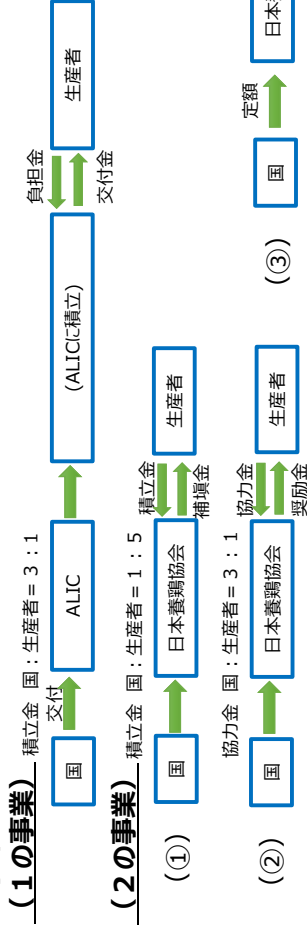 (１の事業)
積立金 国：生産者＝３：１
国
交付
ALIC
(ALICに積立)
負担金
交付金
生産者
(２の事業)
積立金 国：生産者＝１：５
(①)
国
日本養鶏協会
積立金
補填金
生産者
協力金 国：生産者＝３：１
(②)
国
日本養鶏協会
協力金
奨励金
生産者
(③)
国
定額
日本